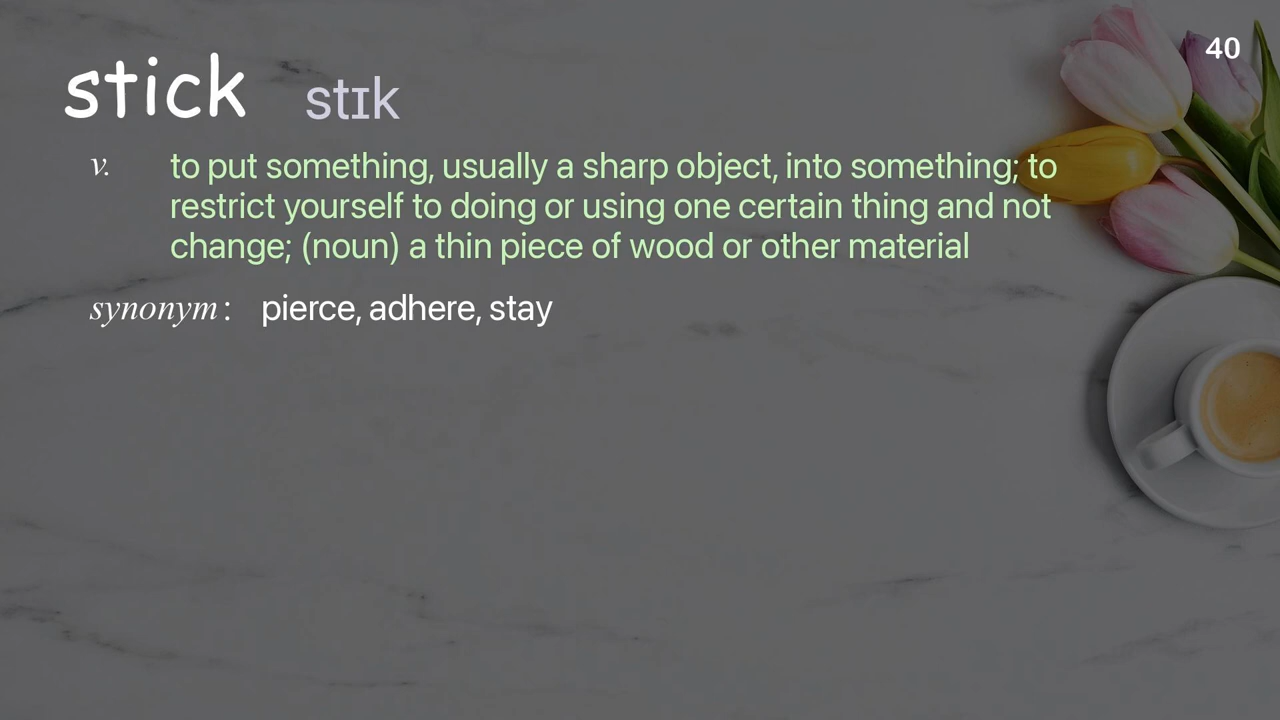 40
stick stɪk
v. to put something, usually a sharp object, into something; to
restrict yourself to doing or using one certain thing and not
change; (noun) a thin piece of wood or other material
synonym : pierce, adhere, stay